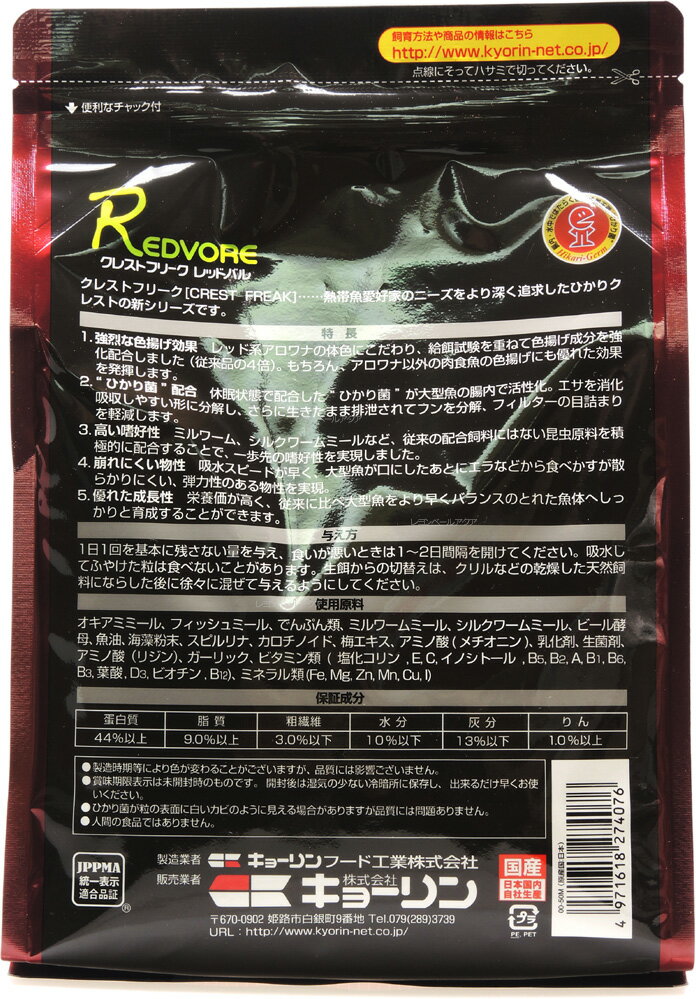 飼育方法や商品の情報はこちら
http://www.kyorin-net.co.jp/
点線にそってハサミで切ってください。
便利なチャック付
REDVORE
クレストフリーク レッドバル
Hikari-Germ
クレストフリーク[CREST FREAK]……熱帯魚愛好家のニーズをより深く追求したひかりク
レストの新シリーズです。
特長
1. 強烈な色揚げ効果 レッド系アロワナの体色にこだわり、給餌試験を重ねて色揚げ成分を強
化配合しました(従来品の4倍)。もちろん、アロワナ以外の肉食魚の色揚げにも優れた効果
を発揮します。
2. “ひかり菌”配合 休眠状態で配合した“ひかり菌”が大型魚の腸内で活性化。エサを消化
吸収しやすい形に分解し、さらに生きたまま排泄されてフンを分解、フィルターの目詰まり
を軽減します。
3. 高い嗜好性 ミルワーム、シルクワームミールなど、従来の配合飼料にはない昆虫原料を積
極的に配合することで、一歩先の嗜好性を実現しました。
4. 崩れにくい物性 吸水スピードが早く、大型魚が口にしたあとにエラなどから食べかすが散
らかりにくい、弾力性のある物性を実現。
5. 優れた成長性 栄養価が高く、従来に比べ大型魚をより早くバランスのとれた魚体へしっ
かりと育成することができます。
レヨンベールアクア
与え方
1日1回を基本に残さない量を与え、食いが悪いときは1～2日間隔を開けてください。吸水し
てふやけた粒は食べないことがあります。生餌からの切替えは、クリルなどの乾燥した天然飼
料にならした後に徐々に混ぜて与えるようにしてください。
使用原料
オキアミミール、フィッシュミール、でんぷん類、ミルワームミール、シルクワームミール、ビール酵
母、魚油、海藻粉末、スピルリナ、カロチノイド、梅エキス、アミノ酸(メチオニン)、乳化剤、生菌剤、
アミノ酸(リジン)、ガーリック、ビタミン類(塩化コリン,E,C,イノシトール,B5,B2,A,B1,B6,
B3,葉酸,D3,ビオチン,B12)、ミネラル類(Fe, Mg, Zn, Mn, Cu, I)
保証成分
蛋白質 脂質 粗繊維 水分 灰分 りん
44%以上 9.0%以上 3.0%以下 10%以下 13%以下 1.0%以上
●製造時期等により色が変わることがございますが、品質には影響ございません。
●賞味期限表示は未開封時のものです。開封後は湿気の少ない冷暗所に保存し、出来るだけ早くお使
いください。
●ひかり菌が粒の表面に白いカビのように見える場合がありますが品質には問題ありません。
●人間の食品ではありません。
JPPMA
統一表示
適合品証
®
製造業者 キョーリンフード工業株式会社
販売業者 株式会社 キョーリン
〒670-0902 姫路市白銀町9番地 Tel.079(289)3739
URL : http://www.kyorin-net.co.jp
国産
日本国内
自社生産
プラ
PE, PET
00-50M (原産国:日本)
4 971618 274076